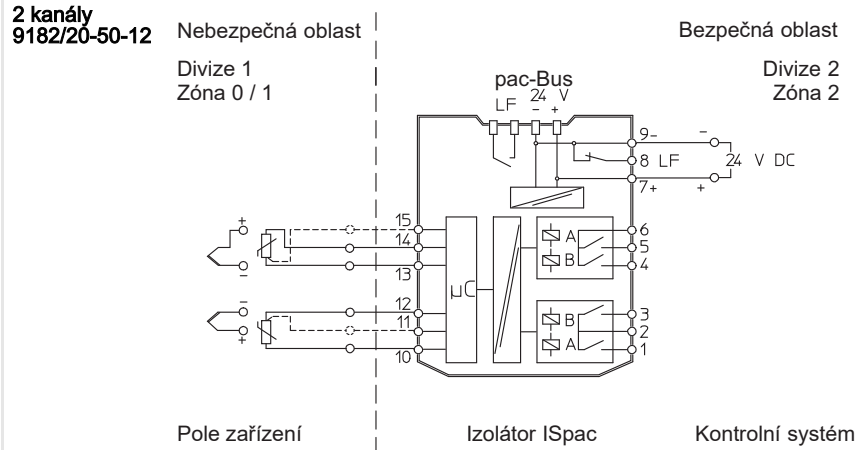 2 kanály
9182/20-50-12
Nebezpečná oblast
Bezpečná oblast
Divize 1
Zóna 0 / 1
Divize 2
Zóna 2
pac-Bus
LF 24 V
- +
9-
8 LF
7+
-
24 V DC
+
15
14
13
12
11
10
+
-
-
+
µC
A
B
B
A
6
5
4
3
2
1
Pole zařízení
Izolátor ISpac
Kontrolní systém